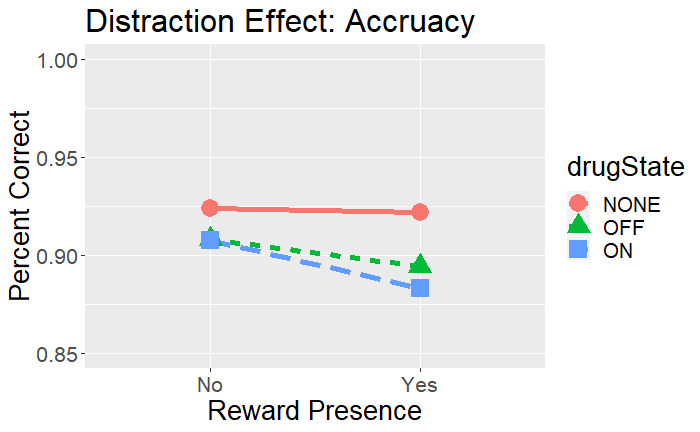 Distraction Effect: Accruacy
Percent Correct
1.00
0.95
0.90
0.85
No
Yes
Reward Presence
drugState
NONE
OFF
ON